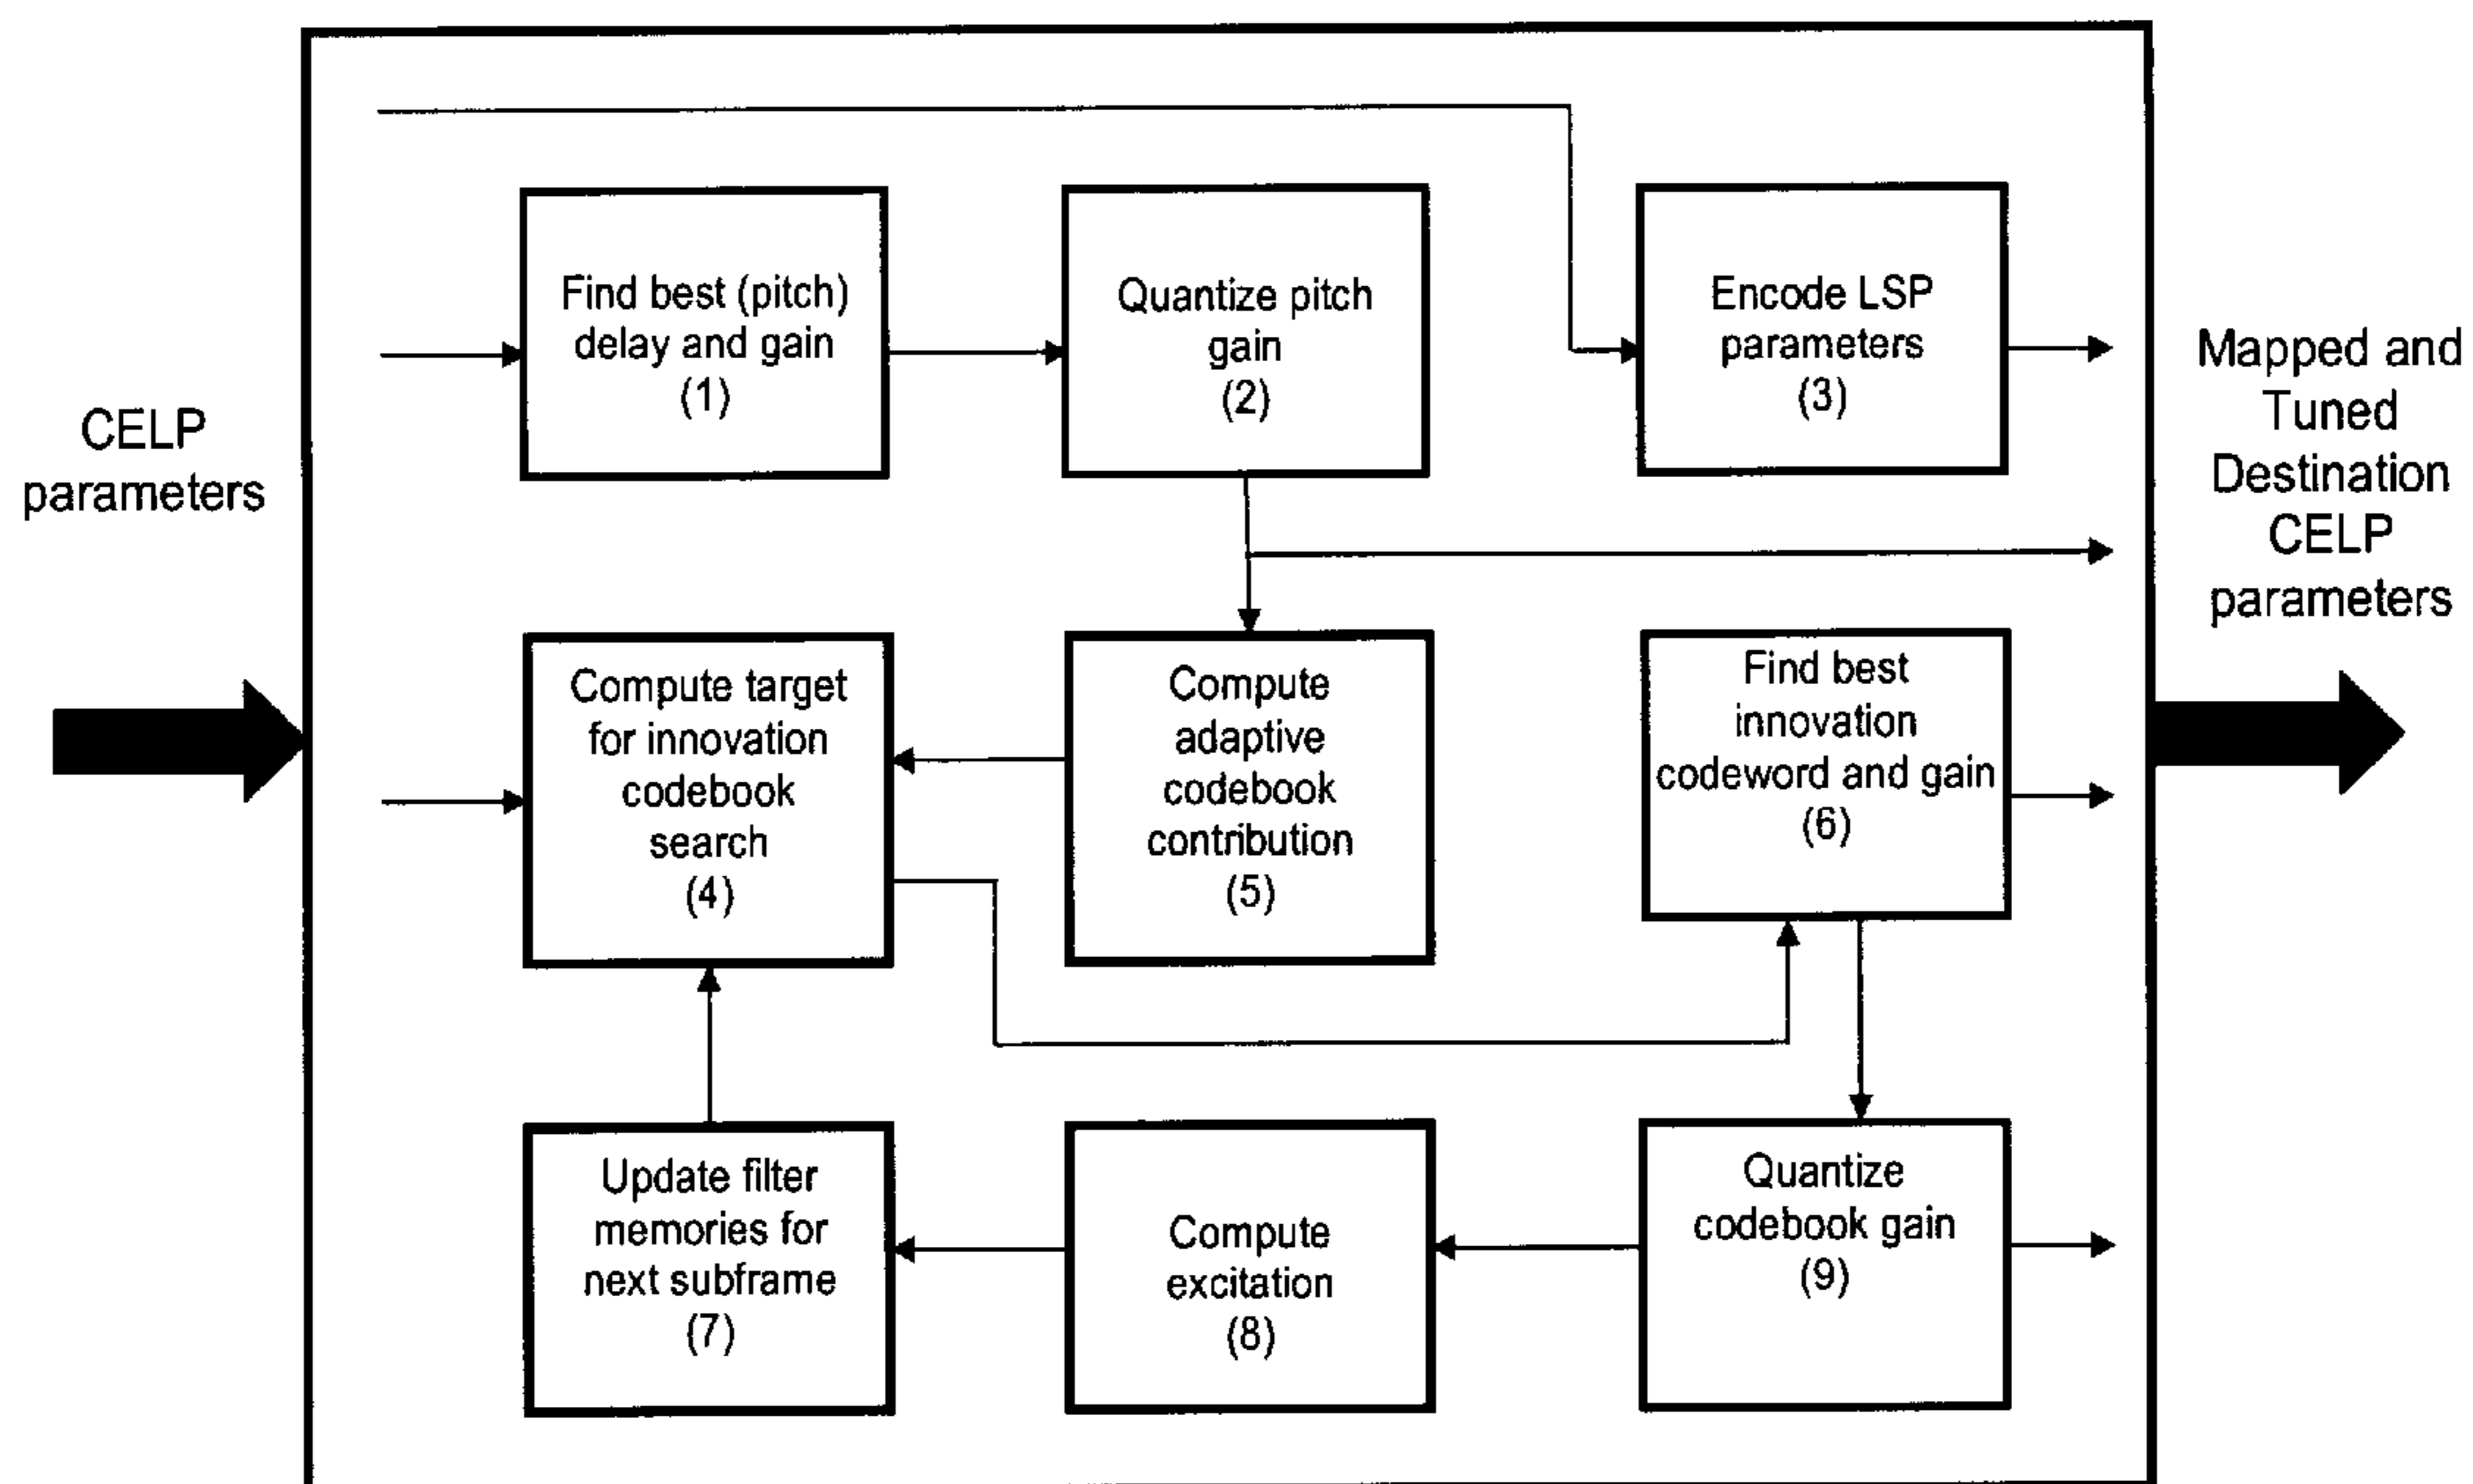 CELP
parameters
Find best (pitch)
delay and gain
(1)
Quantize pitch
gain
(2)
Encode LSP
parameters
(3)
Mapped and
Tuned
Destination
CELP
parameters
Compute target
for innovation
codebook
search
(4)
Compute
adaptive
codebook
contribution
(5)
Find best
innovation
codeword and gain
(6)
Update filter
memories for
next subframe
(7)
Compute
excitation
(8)
Quantize
codebook gain
(9)